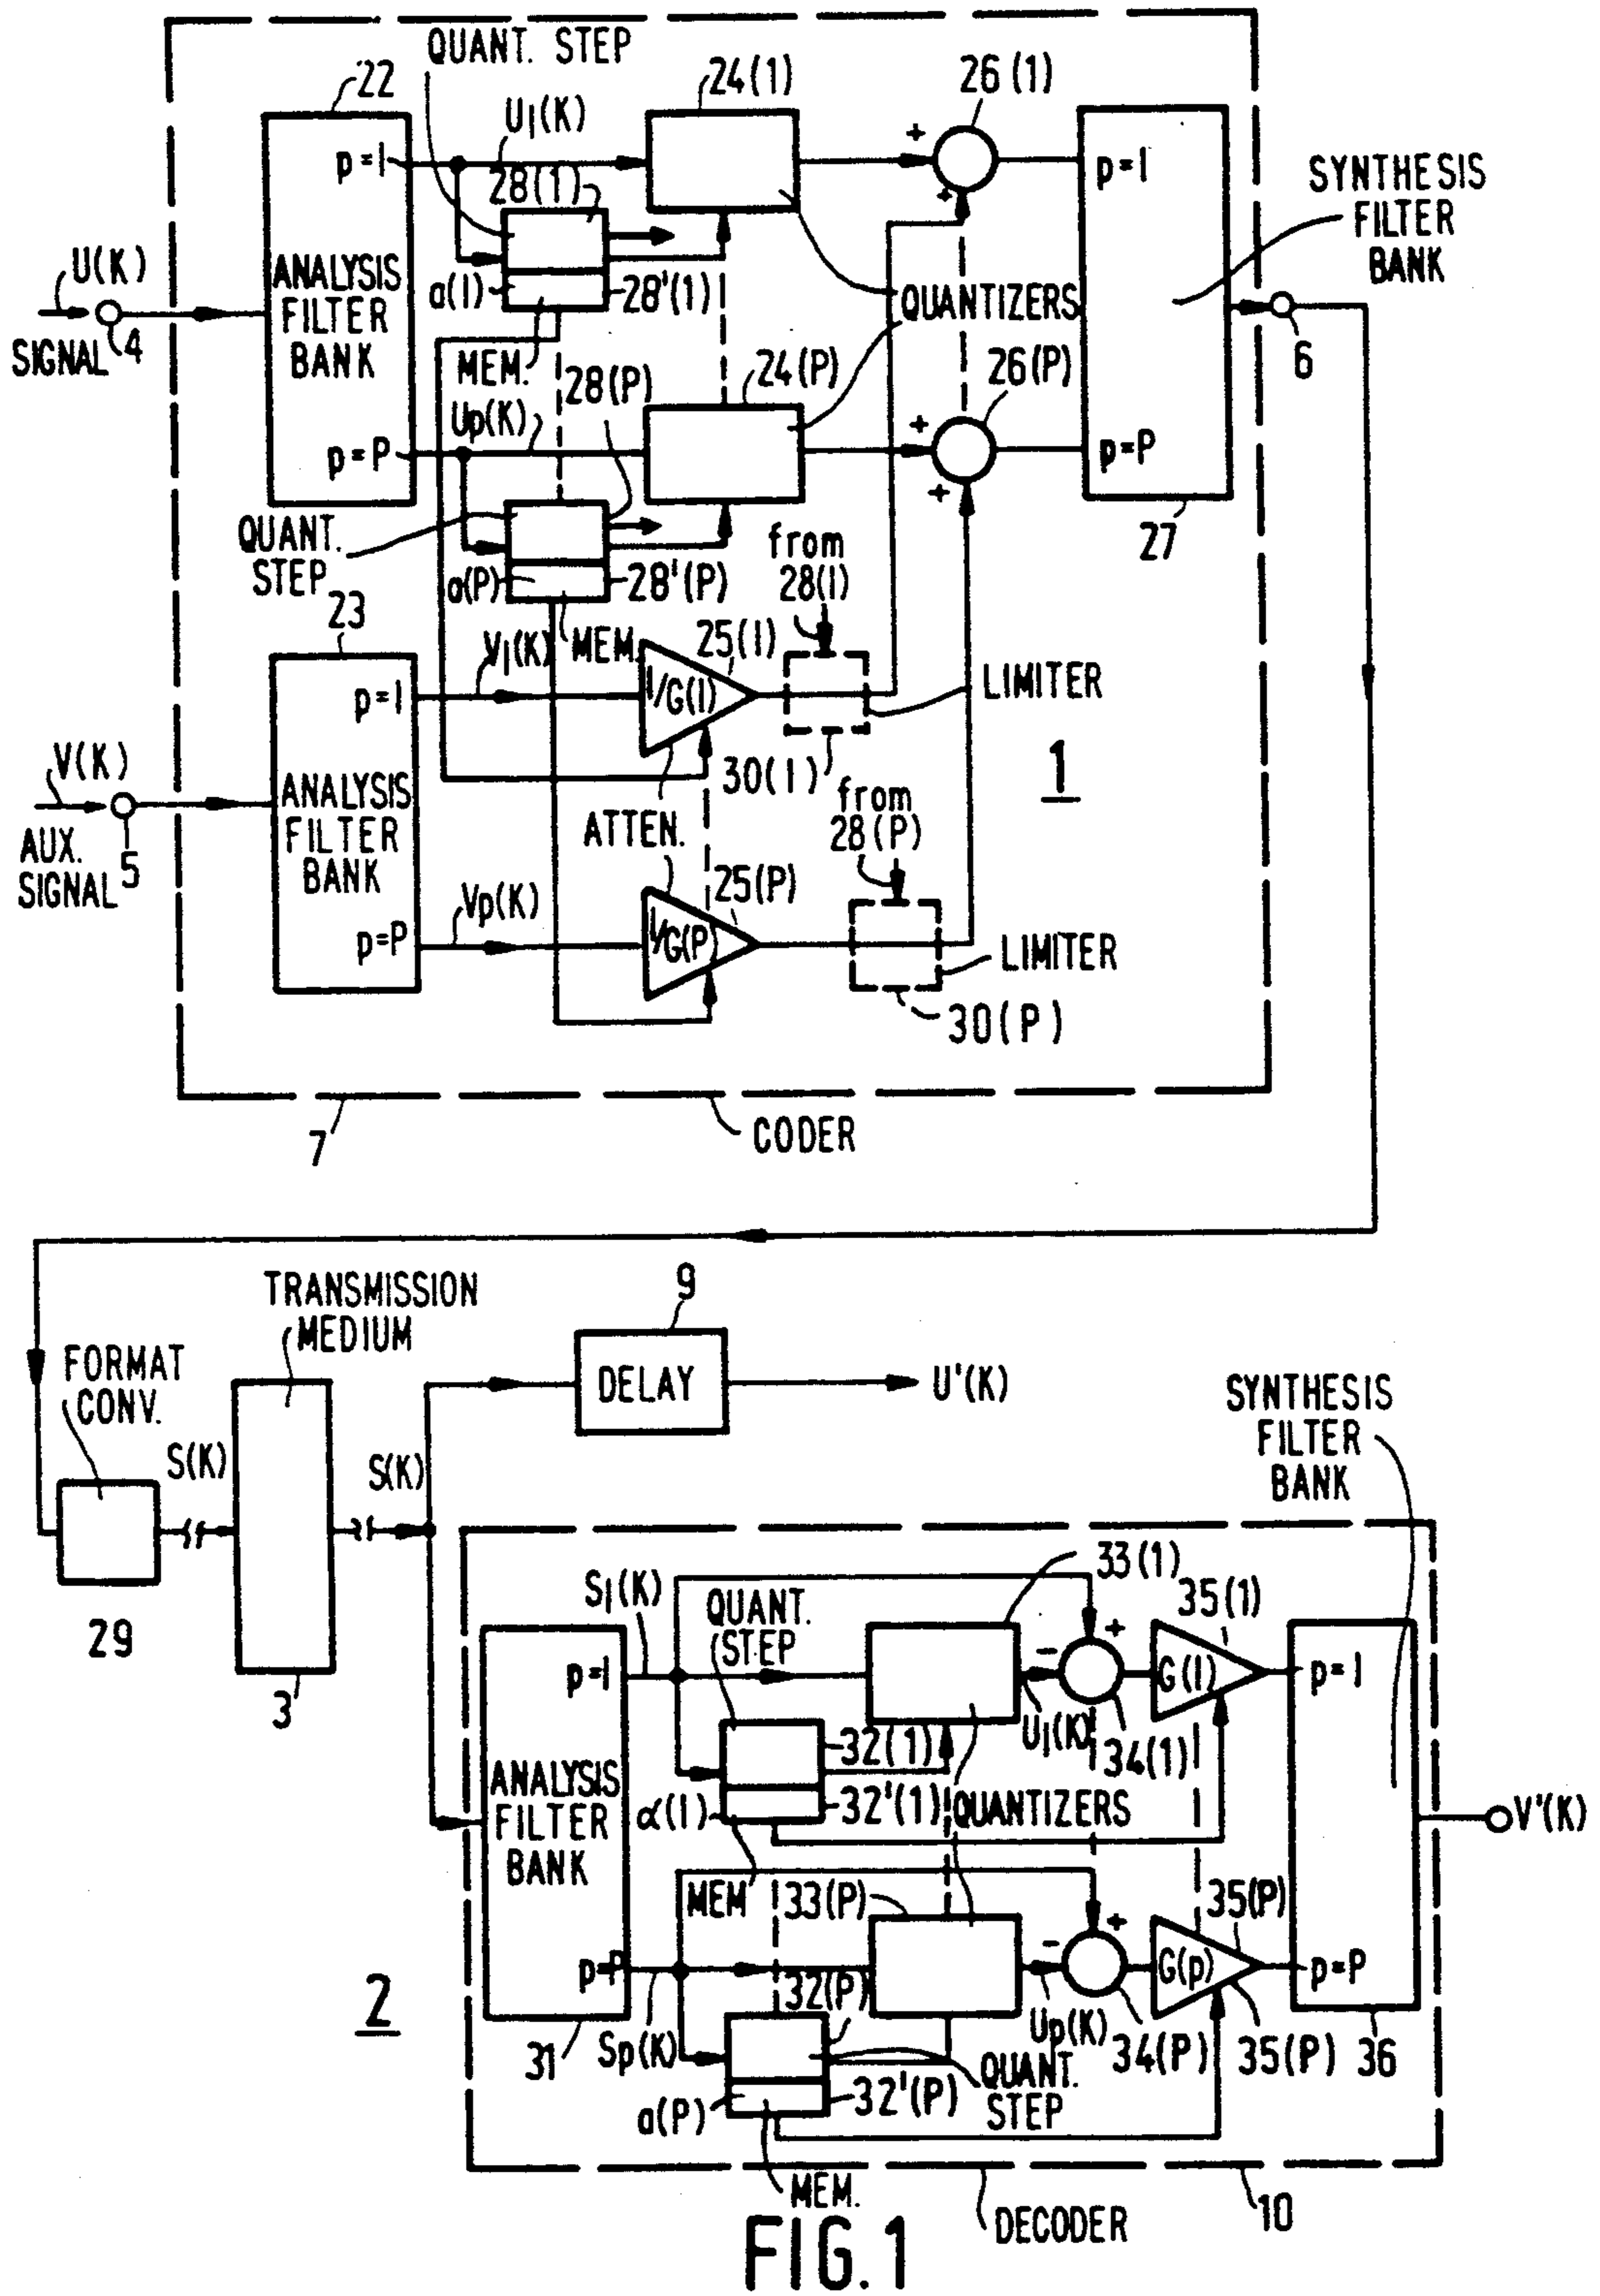 QUANT. STEP
22
24(1)
26(1)
U₁(K)
p=1
28(1)
+
+
p=1
SYNTHESIS
FILTER
BANK
U(K)
SIGNAL
4
ANALYSIS
FILTER
BANK
a(1)
28'(1)
QUANTIZERS
6
MEM.
28(P)
24(P)
26(P)
Up(K)
p=P
+
+
p=P
27
QUANT.
STEP
a(P)
28'(P)
from
28(1)
23
V₁(K)
MEM.
25(1)
p=1
1/G(1)
LIMITER
30(1)
1
V(K)
AUX.
SIGNAL
5
ANALYSIS
FILTER
BANK
ATTEN.
from
28(P)
Vp(K)
25(P)
p=P
1/G(P)
LIMITER
30(P)
7
CODER
TRANSMISSION
MEDIUM
9
FORMAT
CONV.
DELAY
U'(K)
S(K)
S(K)
SYNTHESIS
FILTER
BANK
29
3
S₁(K)
QUANT.
STEP
33(1)
35(1)
p=1
+
-
G(1)
p=1
U₁(K)
34(1)
32(1)
ANALYSIS
FILTER
BANK
α(1)
32'(1)
QUANTIZERS
V'(K)
MEM
33(P)
35(P)
+
-
p=P
G(p)
p=P
32(P)
2
31
Sp(K)
Up(K)
34(P)
35(P)
36
QUANT.
STEP
a(P)
32'(P)
MEM.
DECODER
10
FIG.1